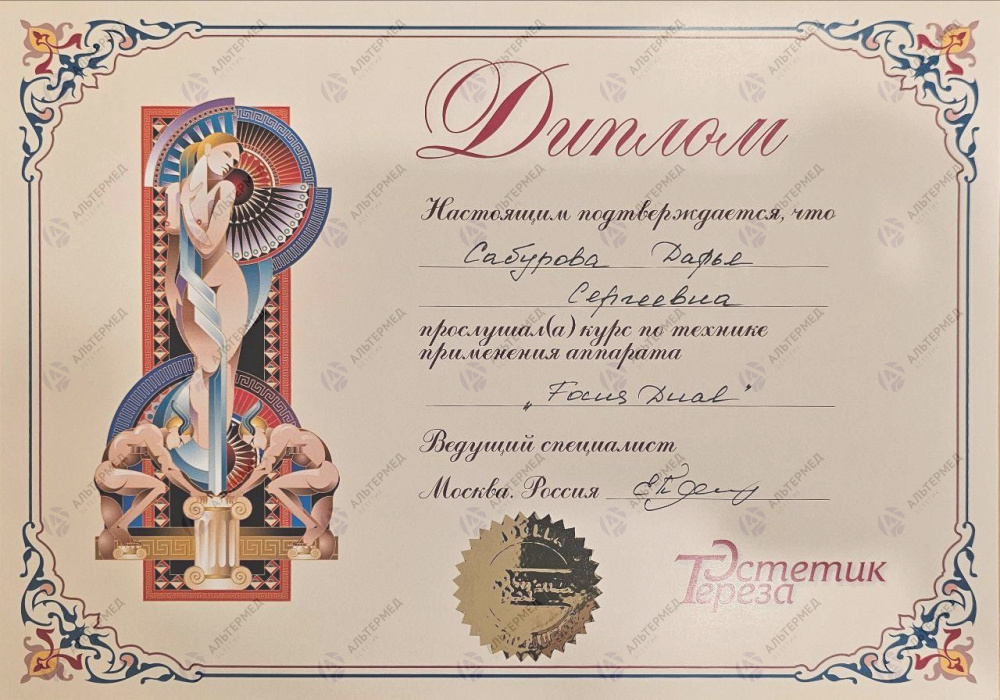 Диплом
Настоящим подтверждается, что
Сабурова Дарья
Сергеевна
прослушал(а) курс по технике
применения аппарата
„Focus Dual"
Ведущий специалист
Москва. Россия
Эстетик
Тереза
АЛЬТЕРМЕД